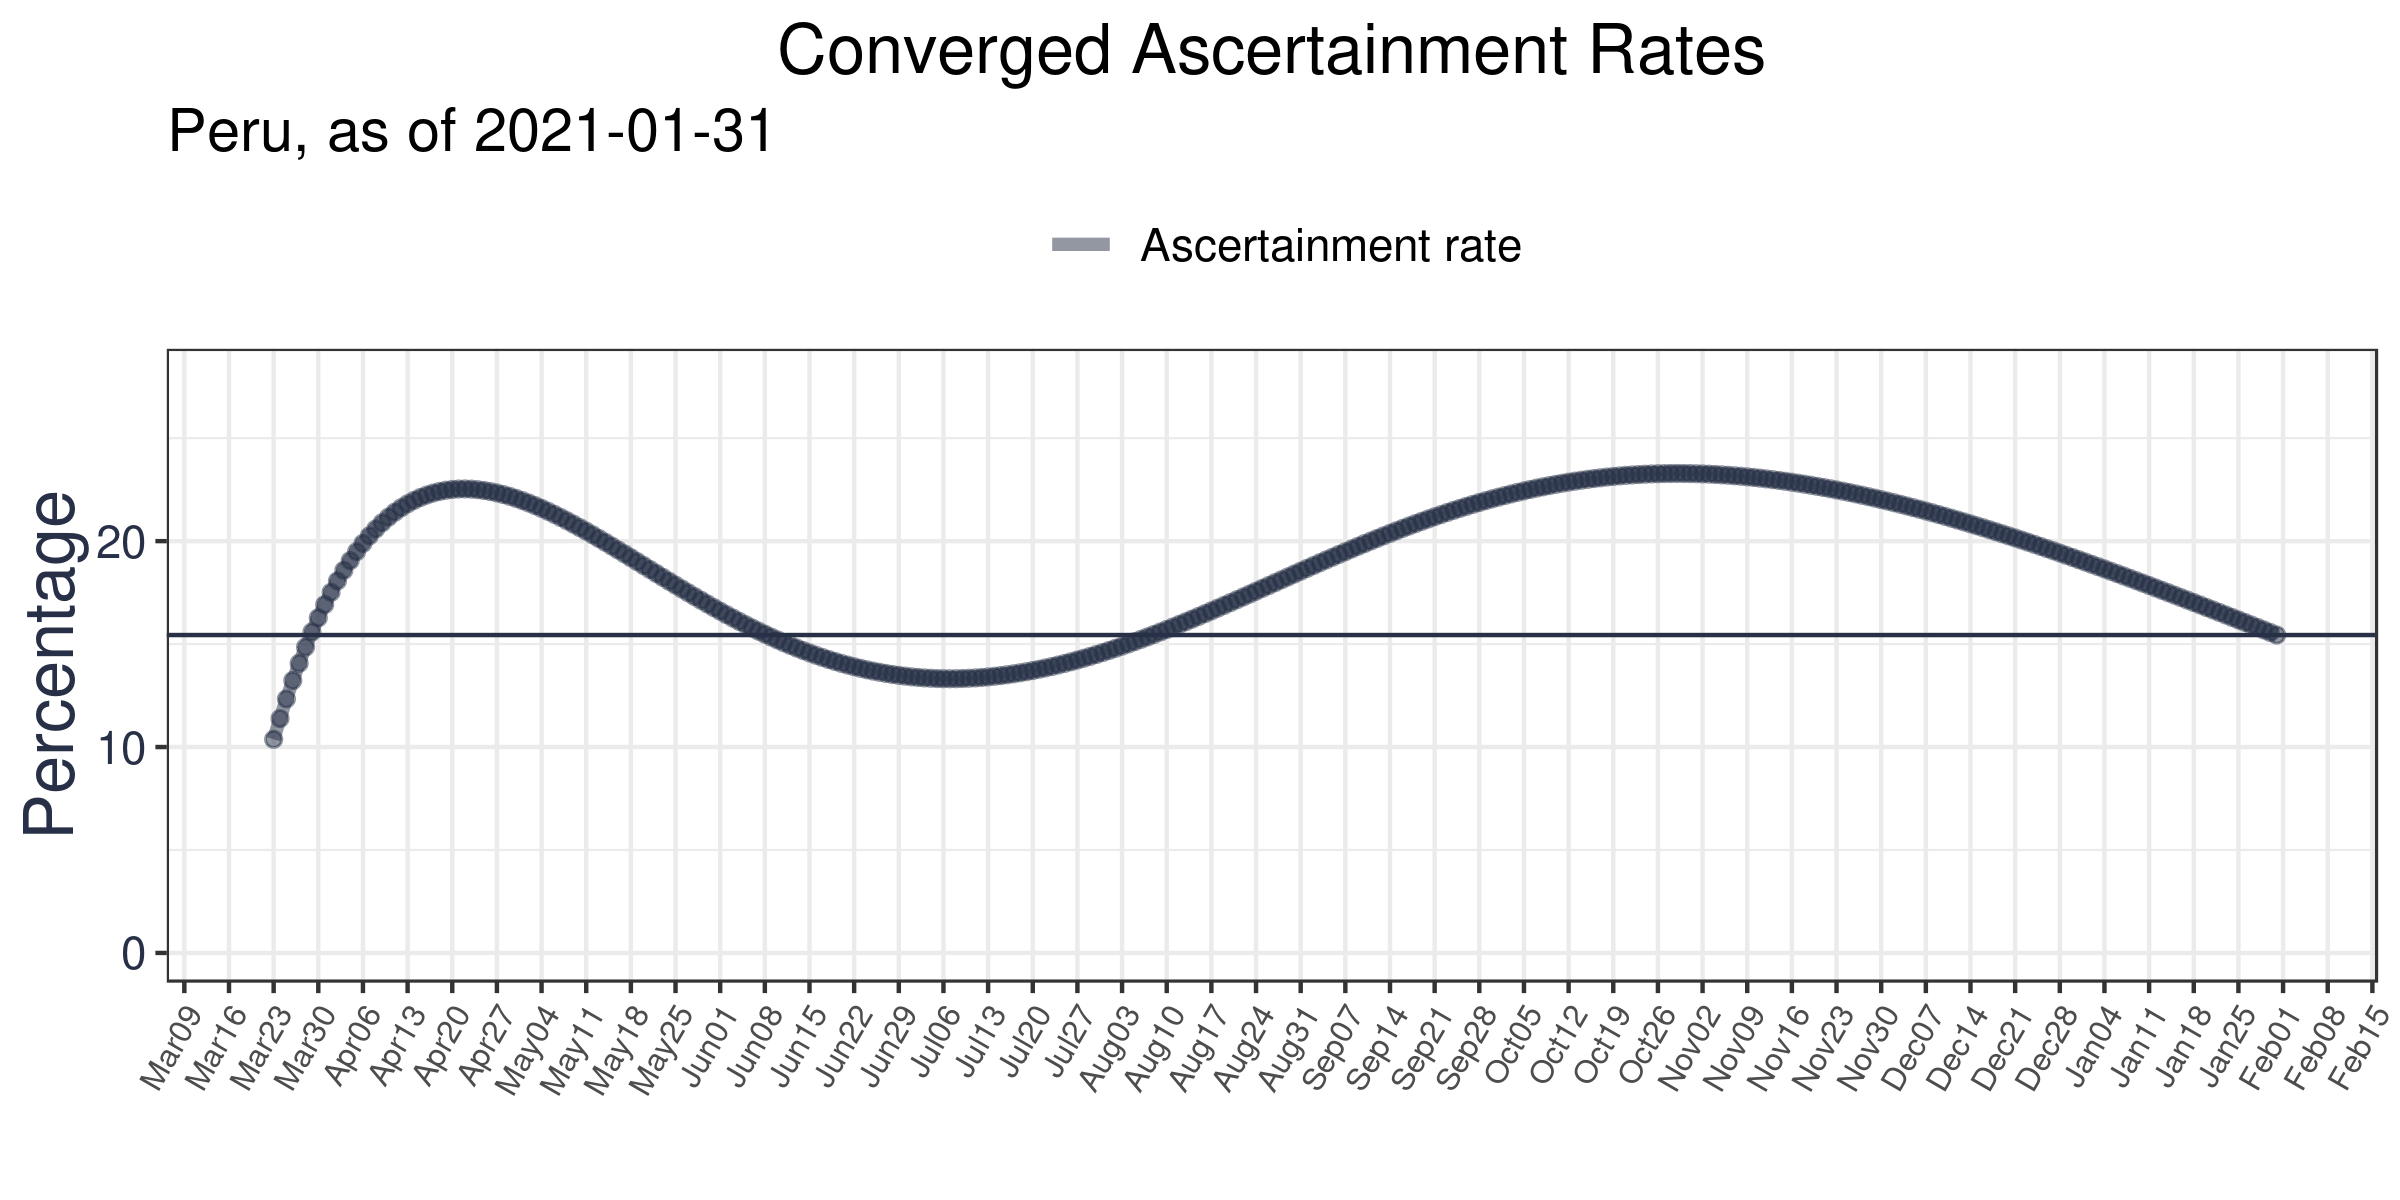 Converged Ascertainment Rates
Peru, as of 2021-01-31
Ascertainment rate
Percentage
20
10
0
Mar09
Mar16
Mar23
Mar30
Apr06
Apr13
Apr20
Apr27
May04
May11
May18
May25
Jun01
Jun08
Jun15
Jun22
Jun29
Jul06
Jul13
Jul20
Jul27
Aug03
Aug10
Aug17
Aug24
Aug31
Sep07
Sep14
Sep21
Sep28
Oct05
Oct12
Oct19
Oct26
Nov02
Nov09
Nov16
Nov23
Nov30
Dec07
Dec14
Dec21
Dec28
Jan04
Jan11
Jan18
Jan25
Feb01
Feb08
Feb15